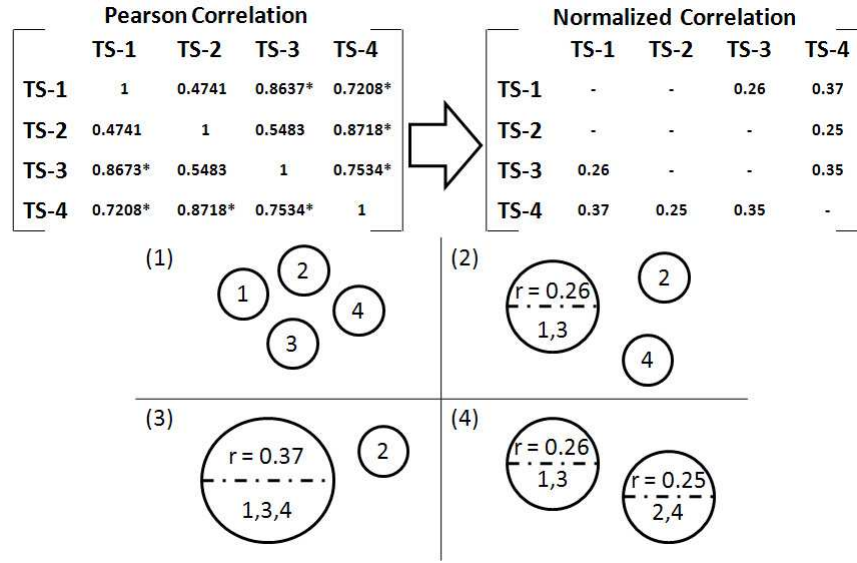 Pearson Correlation
TS-1 TS-2 TS-3 TS-4
TS-1 1 0.4741 0.8637* 0.7208*
TS-2 0.4741 1 0.5483 0.8718*
TS-3 0.8673* 0.5483 1 0.7534*
TS-4 0.7208* 0.8718* 0.7534* 1
Normalized Correlation
TS-1 TS-2 TS-3 TS-4
TS-1 - - 0.26 0.37
TS-2 - - - 0.25
TS-3 0.26 - - 0.35
TS-4 0.37 0.25 0.35 -
(1)
1
2
3
4
(2)
r = 0.26
1,3
2
4
(3)
r = 0.37
1,3,4
2
(4)
r = 0.26
1,3
r = 0.25
2,4